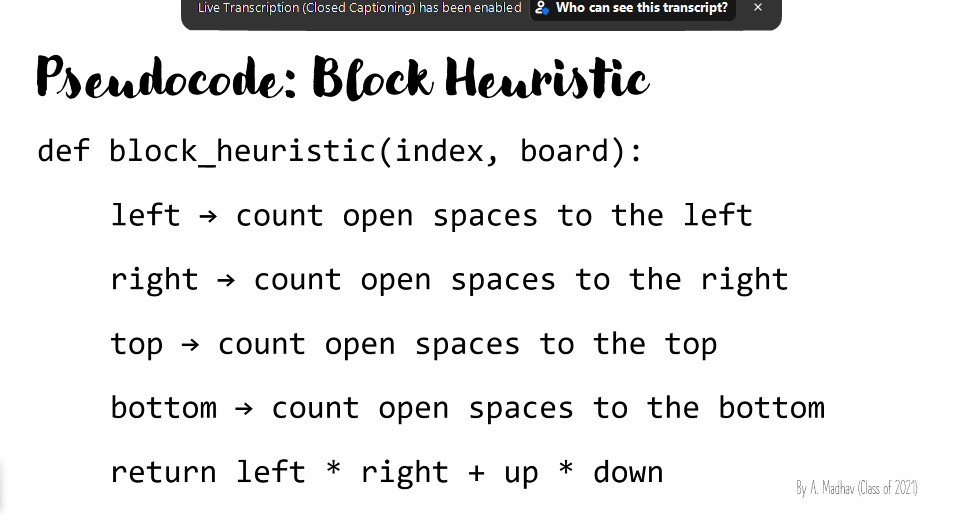 Live Transcription (Closed Captioning) has been enabled Who can see this transcript? ×
Pseudocode: Block Heuristic
def block_heuristic(index, board):
left → count open spaces to the left
right → count open spaces to the right
top → count open spaces to the top
bottom → count open spaces to the bottom
return left * right + up * down
By A. Madhav (Class of 2021)